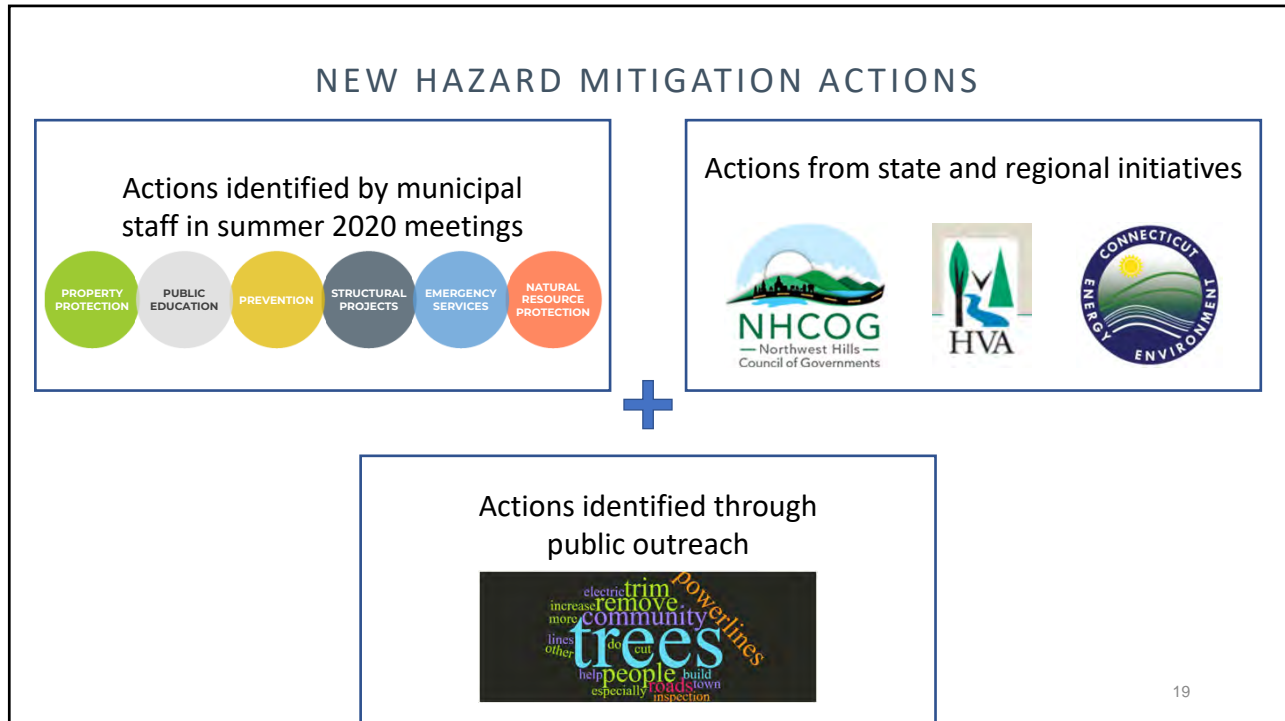 NEW HAZARD MITIGATION ACTIONS
Actions identified by municipal
staff in summer 2020 meetings
PROPERTY
PROTECTION
PUBLIC
EDUCATION
PREVENTION
STRUCTURAL
PROJECTS
EMERGENCY
SERVICES
NATURAL
RESOURCE
PROTECTION
Actions from state and regional initiatives
NHCOG
Northwest Hills
Council of Governments
HVA
CONNECTICUT
ENERGY
ENVIRONMENT
Actions identified through
public outreach
electric
trim
powerlines
increase
remove
more
community
lines
trees
other
do
cut
help
people
build
especially
roads
town
inspection
19